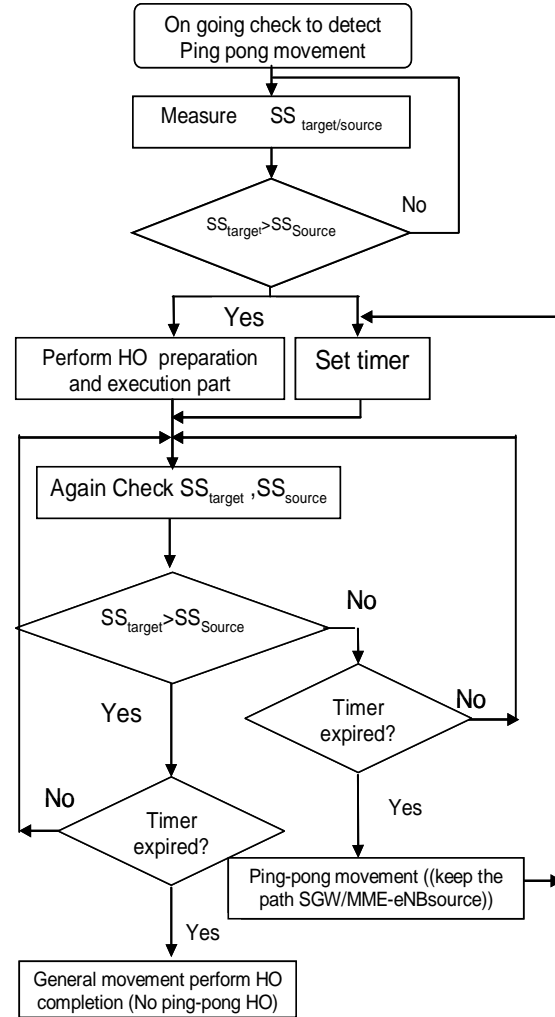 On going check to detect
Ping pong movement
Measure SS target/source
No
SStarget>SSSource
Yes
Perform HO preparation
and execution part
Set timer
Again Check SStarget ,SSsource
SStarget>SSSource
No
Yes
Timer
expired?
No
No
Timer
expired?
Yes
Ping-pong movement ((keep the
path SGW/MME-eNBsource))
Yes
General movement perform HO
completion (No ping-pong HO)